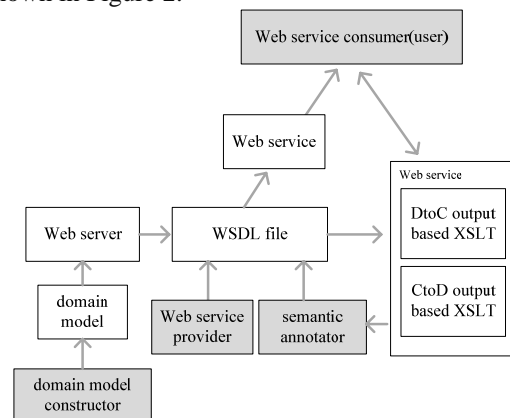 shown in Figure 2.
Web service consumer(user)
Web service
Web service
DtoC output
based XSLT
Web server
WSDL file
CtoD output
based XSLT
domain
model
Web service
provider
semantic
annotator
domain model
constructor